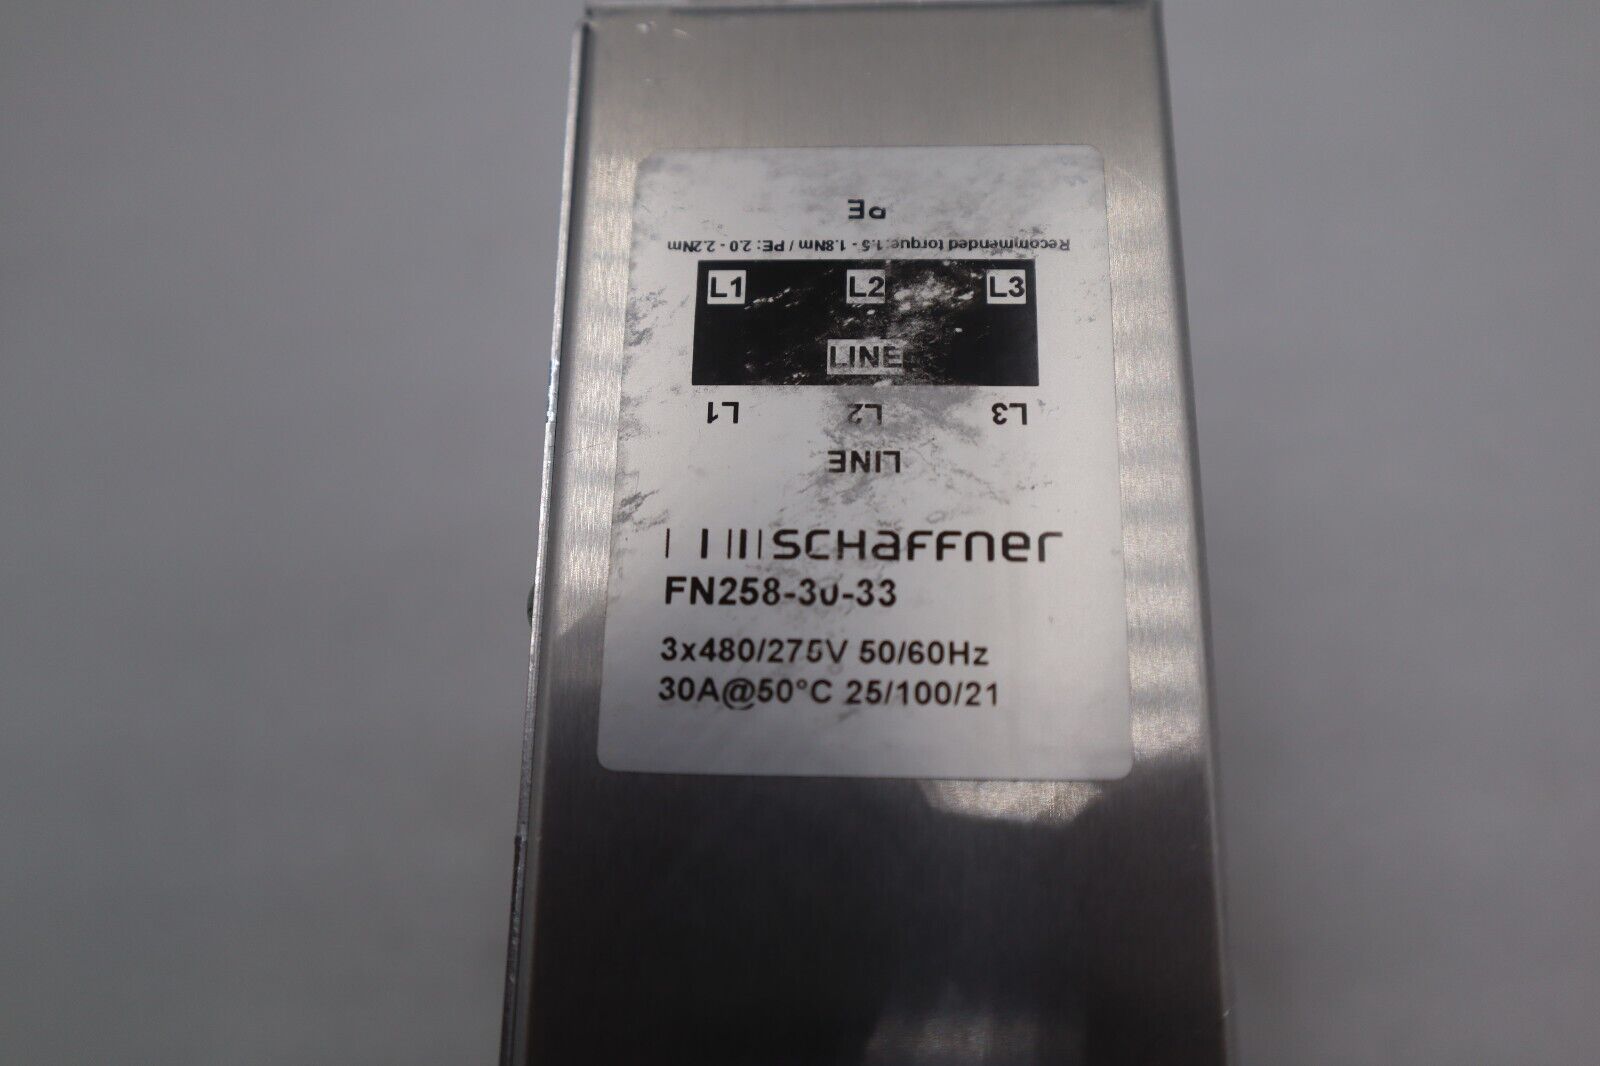 PE
Recommended torque: 1.5 - 1.8Nm / PE: 2.0 - 2.2Nm
L1 L2 L3
LINE
L1 L2 L3
LINE
schaffner
FN258-30-33
3x480/275V 50/60Hz
30A@50°C 25/100/21